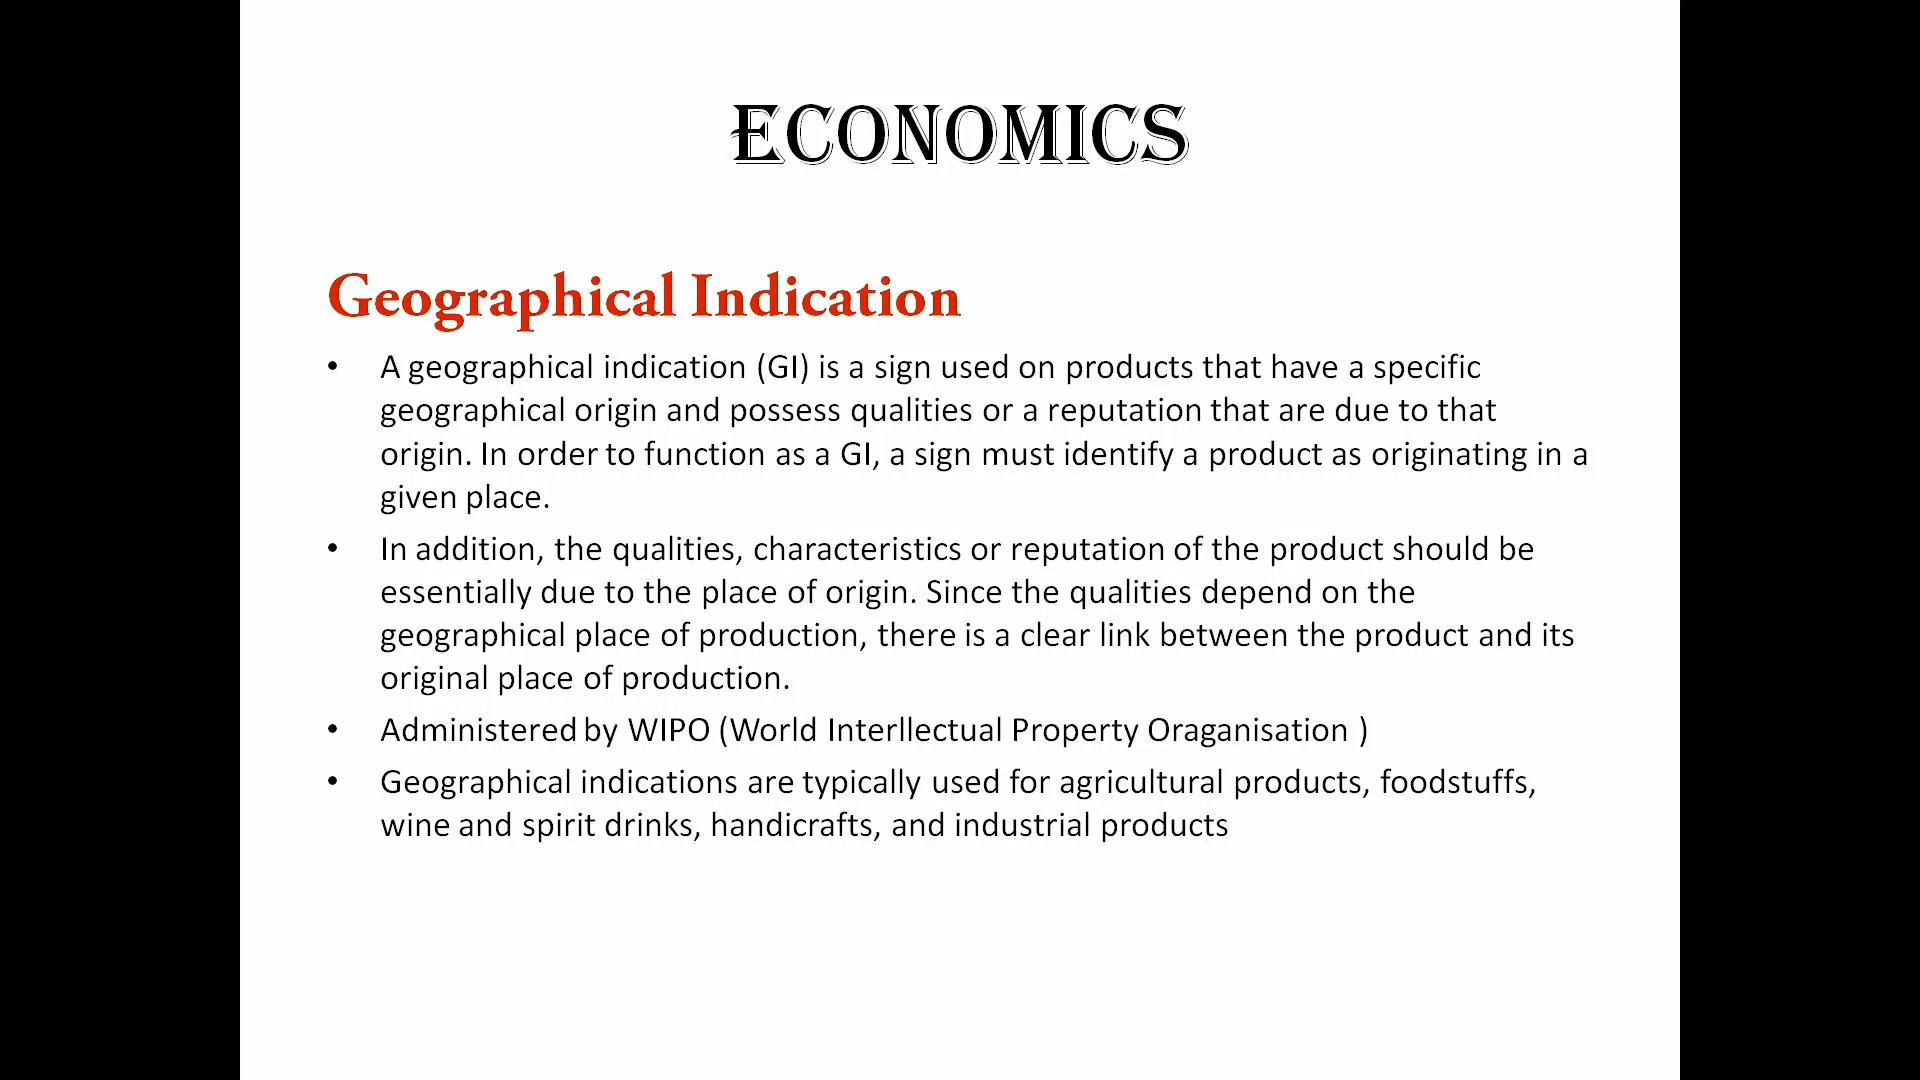 ECONOMICS
Geographical Indication
• A geographical indication (GI) is a sign used on products that have a specific
geographical origin and possess qualities or a reputation that are due to that
origin. In order to function as a GI, a sign must identify a product as originating in a
given place.
• In addition, the qualities, characteristics or reputation of the product should be
essentially due to the place of origin. Since the qualities depend on the
geographical place of production, there is a clear link between the product and its
original place of production.
• Administered by WIPO (World Interllectual Property Oraganisation )
• Geographical indications are typically used for agricultural products, foodstuffs,
wine and spirit drinks, handicrafts, and industrial products